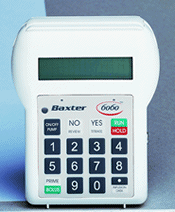 Baxter 6060
ON/OFF NO YES RUN
PUMP REVIEW HOLD
1 2 3 4
5 6 7 8
PRIME 9 0
BOLUS